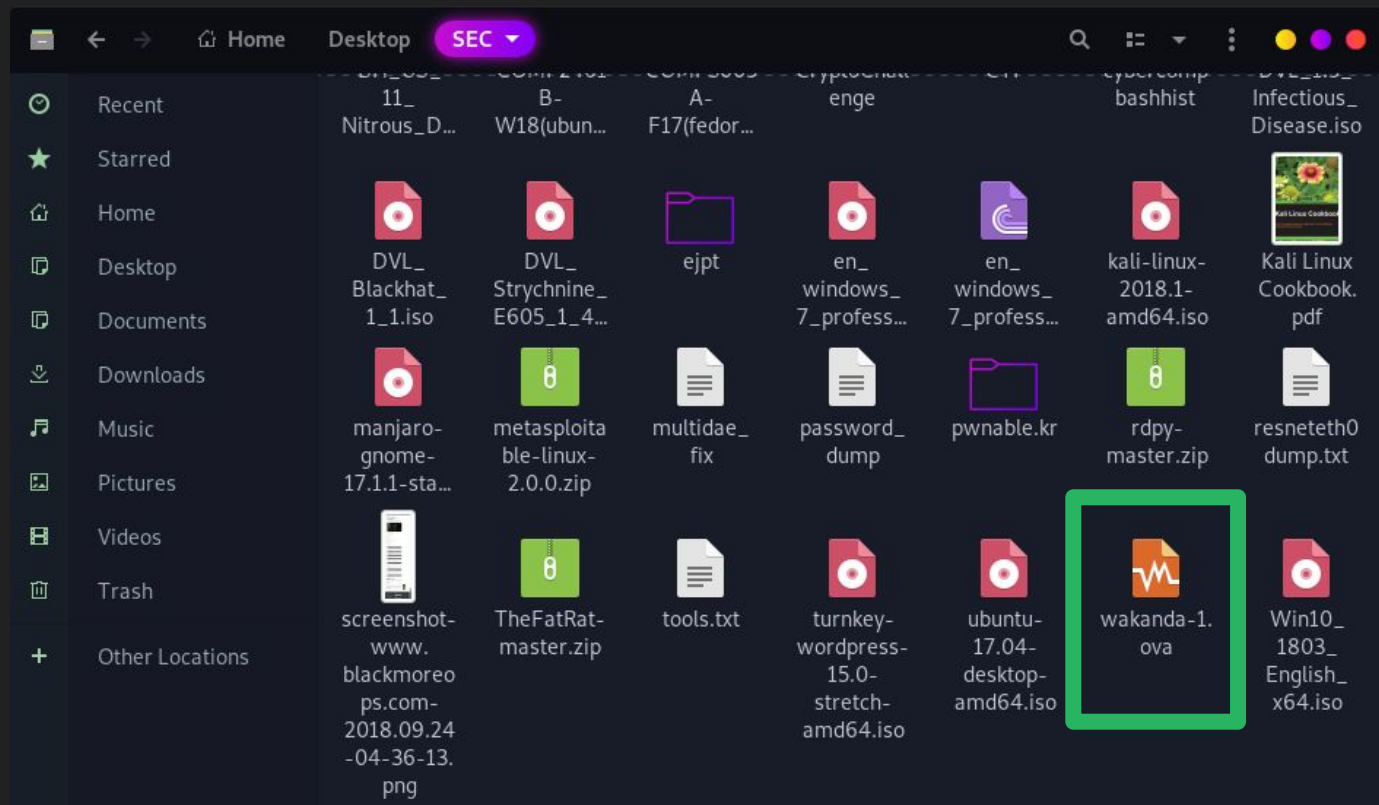 Home Desktop SEC
Recent
Starred
Home
Desktop
Documents
Downloads
Music
Pictures
Videos
Trash
Other Locations
11_
Nitrous_D...
B-
W18(ubun...
A-
F17(fedor...
enge
bashhist
Infectious_
Disease.iso
DVL_
Blackhat_
1_1.iso
DVL_
Strychnine_
E605_1_4...
ejpt
en_
windows_
7_profess...
en_
windows_
7_profess...
kali-linux-
2018.1-
amd64.iso
Kali Linux Cookbook
Kali Linux
Cookbook.
pdf
manjaro-
gnome-
17.1.1-sta...
metasploita
ble-linux-
2.0.0.zip
multidae_
fix
password_
dump
pwnable.kr
rdpy-
master.zip
resneteth0
dump.txt
screenshot-
www.
blackmoreo
ps.com-
2018.09.24
-04-36-13.
png
TheFatRat-
master.zip
tools.txt
turnkey-
wordpress-
15.0-
stretch-
amd64.iso
ubuntu-
17.04-
desktop-
amd64.iso
wakanda-1.
ova
Win10_
1803_
English_
x64.iso